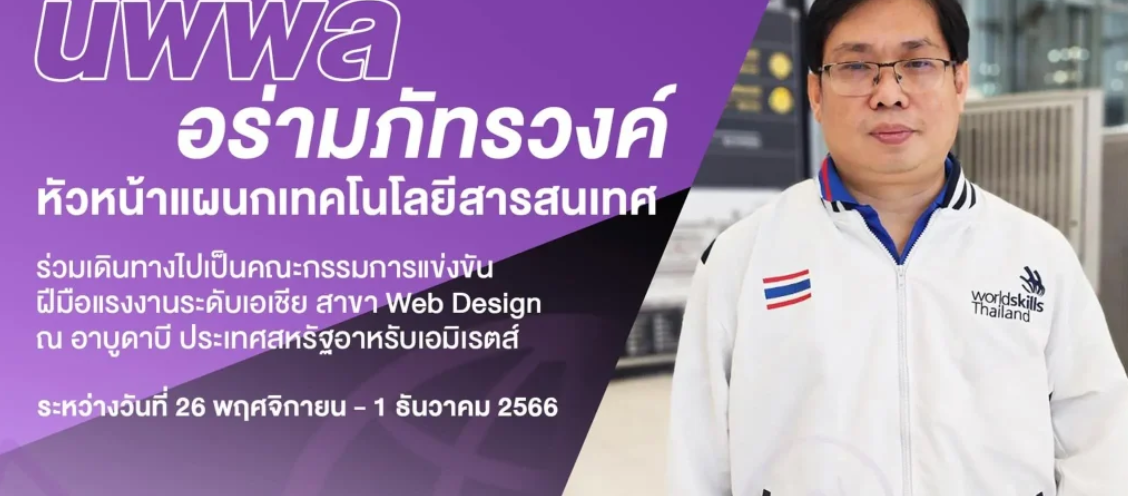 นพพล
อร่ามภัทรวงค์
หัวหน้าแผนกเทคโนโลยีสารสนเทศ
ร่วมเดินทางไปเป็นคณะกรรมการแข่งขัน
ฝีมือแรงงานระดับเอเชีย สาขา Web Design
ณ อาบูดาบี ประเทศสหรัฐอาหรับเอมิเรตส์
ระหว่างวันที่ 26 พฤศจิกายน - 1 ธันวาคม 2566
worldskills
Thailand